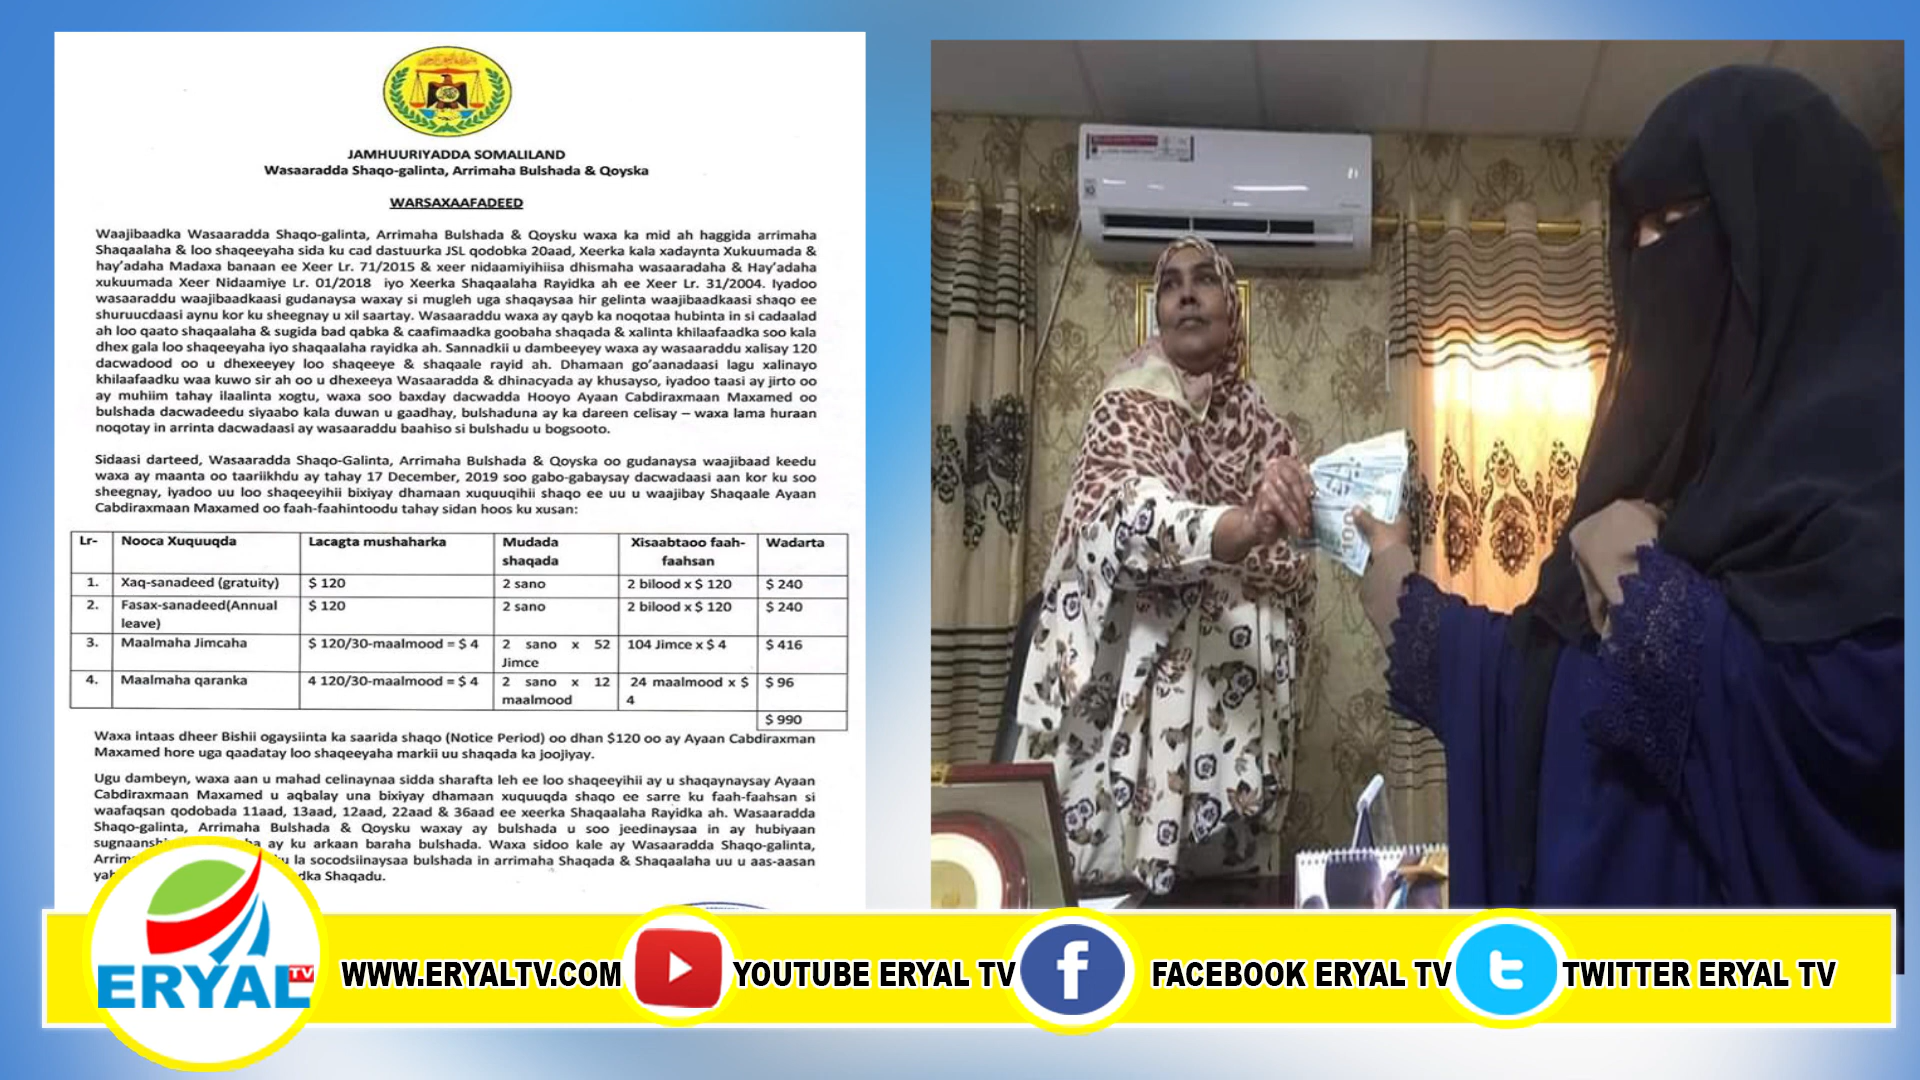 JAMHUURIYADDA SOMALILAND
Wasaaradda Shaqo-galinta, Arrimaha Bulshada & Qoyska
WARSAXAAFADEED
Waajibaadka Wasaaradda Shaqo-galinta, Arrimaha Bulshada & Qoysku waxa ka mid ah haggida arrimaha
Shaqaalaha & loo shaqeeyaha sida ku cad dastuurka JSL qodobka 20aad, Xeerka kala xadaynta Xukuumada &
hay'adaha Madaxa banaan ee Xeer Lr. 71/2015 & xeer nidaamiyihiisa dhismaha wasaaradaha & Hay'adaha
xukuumada Xeer Nidaamiye Lr. 01/2018 iyo Xeerka Shaqaalaha Rayidka ah ee Xeer Lr. 31/2004. Iyadoo
wasaaraddu waajibaadkaasi gudanaysa waxay si mugleh uga shaqaysaa hir gelinta waajibaadkaasi shaqo ee
shuruucdaasi aynu kor ku sheegnay u xil saartay. Wasaaraddu waxa ay qayb ka noqotaa hubinta in si cadaalad
ah loo qaato shaqaalaha & sugida bad qabka & caafimaadka goobaha shaqada & xalinta khilaafaadka soo kala
dhex gala loo shaqeeyaha iyo shaqaalaha rayidka ah. Sannadkii u dambeeyey waxa ay wasaaraddu xalisay 120
dacwadood oo u dhexeeyey loo shaqeeye & shaqaale rayid ah. Dhamaan go'aanadaasi lagu xalinayo
khilaafaadku waa kuwo sir ah oo u dhexeeya Wasaaradda & dhinacyada ay khusayso, iyadoo taasi ay jirto oo
ay muhiim tahay ilaalinta xogtu, waxa soo baxday dacwadda Hooyo Ayaan Cabdiraxmaan Maxamed oo
bulshada dacwadeedu siyaabo kala duwan u gaadhay, bulshaduna ay ka dareen celisay – waxa lama huraan
noqotay in arrinta dacwadaasi ay wasaaraddu baahiso si bulshadu u bogsooto.
Sidaasi darteed, Wasaaradda Shaqo-Galinta, Arrimaha Bulshada & Qoyska oo gudanaysa waajibaad keedu
waxa ay maanta oo taariikhdu ay tahay 17 December, 2019 soo gabo-gabaysay dacwadaasi aan kor ku soo
sheegnay, iyadoo uu loo shaqeeyihii bixiyay dhamaan xuquuqihii shaqo ee uu u waajibay Shaqaale Ayaan
Cabdiraxmaan Maxamed oo faah-faahintoodu tahay sidan hoos ku xusan:
Lr- Nooca Xuquuqda Lacagta mushaharka Mudada shaqada Xisaabtaoo faah-faahsan Wadarta
1. Xaq-sanadeed (gratuity) $ 120 2 sano 2 bilood x $ 120 $ 240
2. Fasax-sanadeed(Annual leave) $ 120 2 sano 2 bilood x $ 120 $ 240
3. Maalmaha Jimcaha $ 120/30-maalmood = $ 4 2 sano x 52 Jimce 104 Jimce x $ 4 $ 416
4. Maalmaha qaranka 4 120/30-maalmood = $ 4 2 sano x 12 maalmood 24 maalmood x $ 4 $ 96
$ 990
Waxa intaas dheer Bishii ogaysiinta ka saarida shaqo (Notice Period) oo dhan $120 oo ay Ayaan Cabdiraxman
Maxamed hore uga qaadatay loo shaqeeyaha markii uu shaqada ka joojiyay.
Ugu dambeyn, waxa aan u mahad celinaynaa sidda sharafta leh ee loo shaqeeyihii ay u shaqaynaysay Ayaan
Cabdiraxmaan Maxamed u aqbalay una bixiyay dhamaan xuquuqda shaqo ee sarre ku faah-faahsan si
waafaqsan qodobada 11aad, 13aad, 12aad, 22aad & 36aad ee xeerka Shaqaalaha Rayidka ah. Wasaaradda
Shaqo-galinta, Arrimaha Bulshada & Qoysku waxay ay bulshada u soo jeedinaysaa in ay hubiyaan
ay ku arkaan baraha bulshada. Waxa sidoo kale ay Wasaaradda Shaqo-galinta,
la socodsiinaysaa bulshada in arrimaha Shaqada & Shaqaalaha uu u aas-aasan
Shaqadu.
100
ERYAL TV
WWW.ERYALTV.COM
YOUTUBE ERYAL TV
FACEBOOK ERYAL TV
TWITTER ERYAL TV